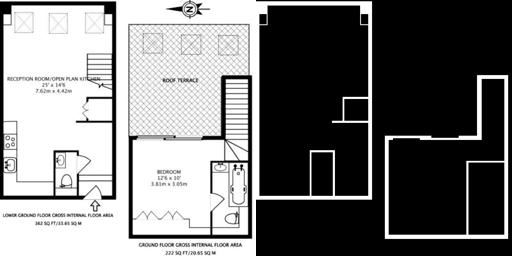 RECEPTION ROOM/OPEN PLAN KITCHEN
25' x 14'6
7.62m x 4.42m
LOWER GROUND FLOOR GROSS INTERNAL FLOOR AREA
362 SQ FT/33.65 SQ M
N
ROOF TERRACE
BEDROOM
12'6 x 10'
3.81m x 3.05m
GROUND FLOOR GROSS INTERNAL FLOOR AREA
222 SQ FT/20.65 SQ M